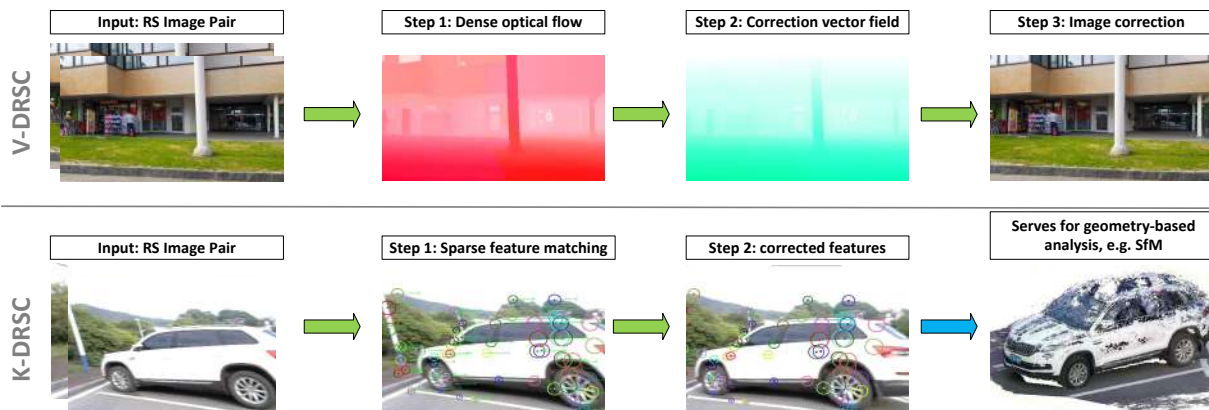 V-DRSC
Input: RS Image Pair
Step 1: Dense optical flow
Step 2: Correction vector field
Step 3: Image correction
K-DRSC
Input: RS Image Pair
Step 1: Sparse feature matching
Step 2: corrected features
Serves for geometry-based
analysis, e.g. SfM